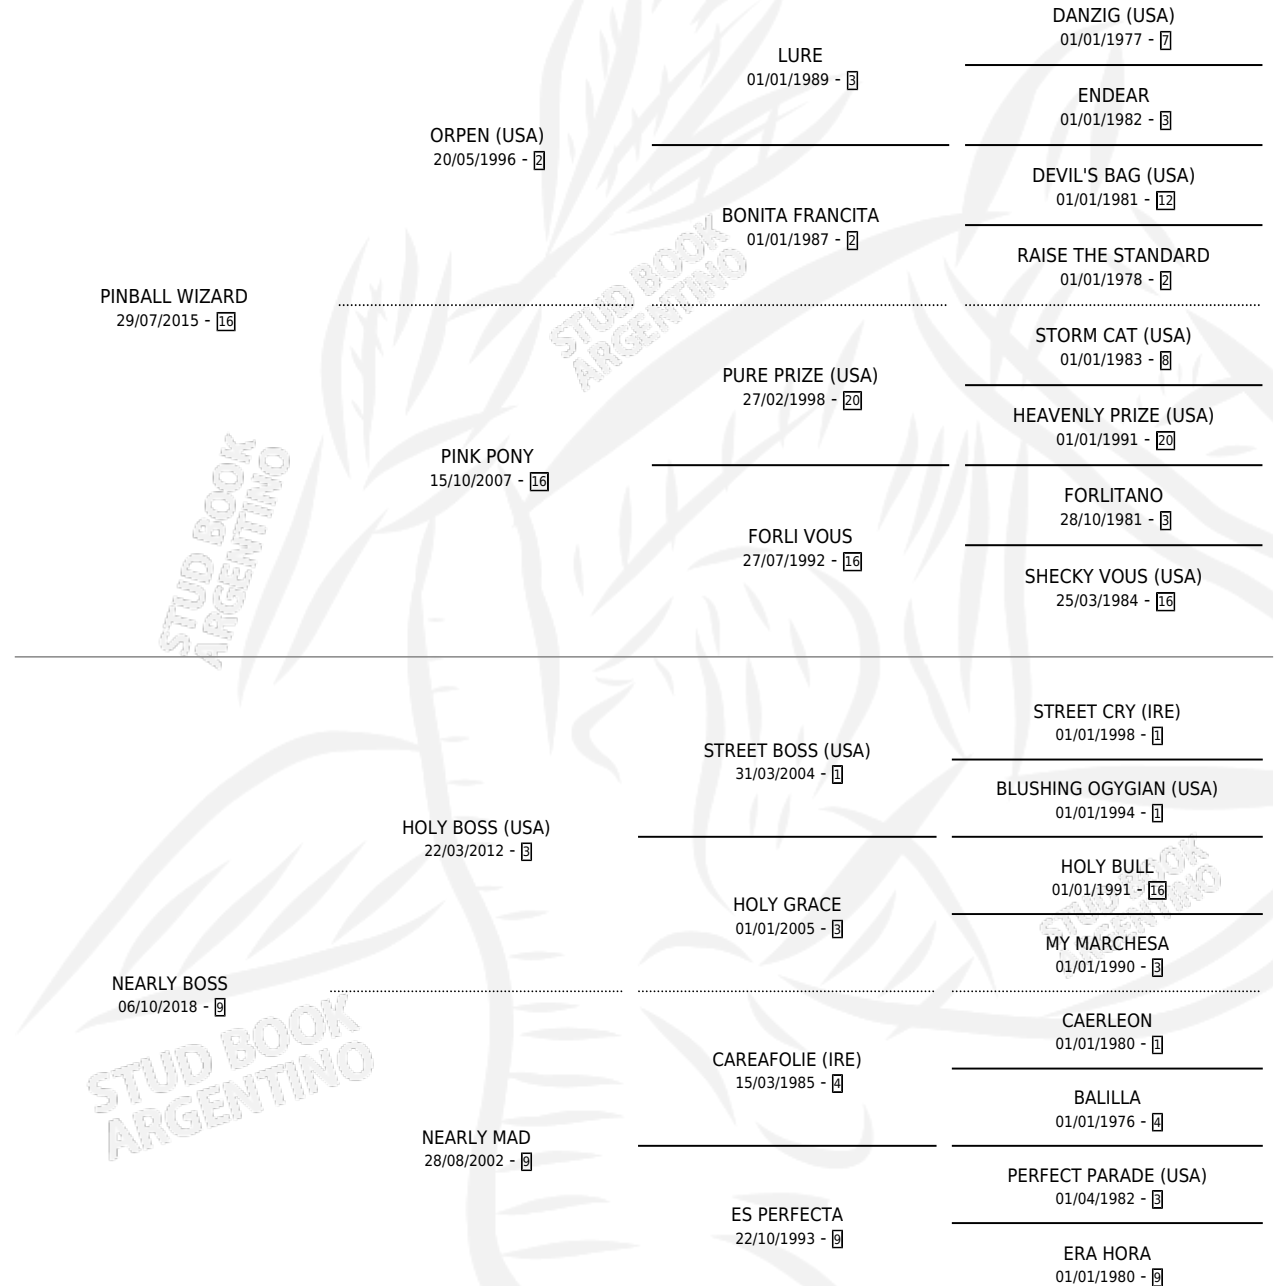 DANZIG (USA)
01/01/1977 - 7
LURE
01/01/1989 - 3
ENDEAR
01/01/1982 - 3
ORPEN (USA)
20/05/1996 - 2
DEVIL'S BAG (USA)
01/01/1981 - 12
BONITA FRANCITA
01/01/1987 - 2
RAISE THE STANDARD
01/01/1978 - 2
PINBALL WIZARD
29/07/2015 - 16
STORM CAT (USA)
01/01/1983 - 8
PURE PRIZE (USA)
27/02/1998 - 20
HEAVENLY PRIZE (USA)
01/01/1991 - 20
PINK PONY
15/10/2007 - 16
FORLITANO
28/10/1981 - 3
FORLI VOUS
27/07/1992 - 16
SHECKY VOUS (USA)
25/03/1984 - 16
STREET CRY (IRE)
01/01/1998 - 1
STREET BOSS (USA)
31/03/2004 - 1
BLUSHING OGYGIAN (USA)
01/01/1994 - 1
HOLY BOSS (USA)
22/03/2012 - 3
HOLY BULL
01/01/1991 - 16
HOLY GRACE
01/01/2005 - 3
MY MARCHESA
01/01/1990 - 3
NEARLY BOSS
06/10/2018 - 9
CAERLEON
01/01/1980 - 1
CAREAFOLIE (IRE)
15/03/1985 - 4
BALILLA
01/01/1976 - 4
NEARLY MAD
28/08/2002 - 9
PERFECT PARADE (USA)
01/04/1982 - 3
ES PERFECTA
22/10/1993 - 9
ERA HORA
01/01/1980 - 9
STUD BOOK
ARGENTINO
STUD BOOK
ARGENTINO
STUD BOOK
ARGENTINO
STUD BOOK
ARGENTINO